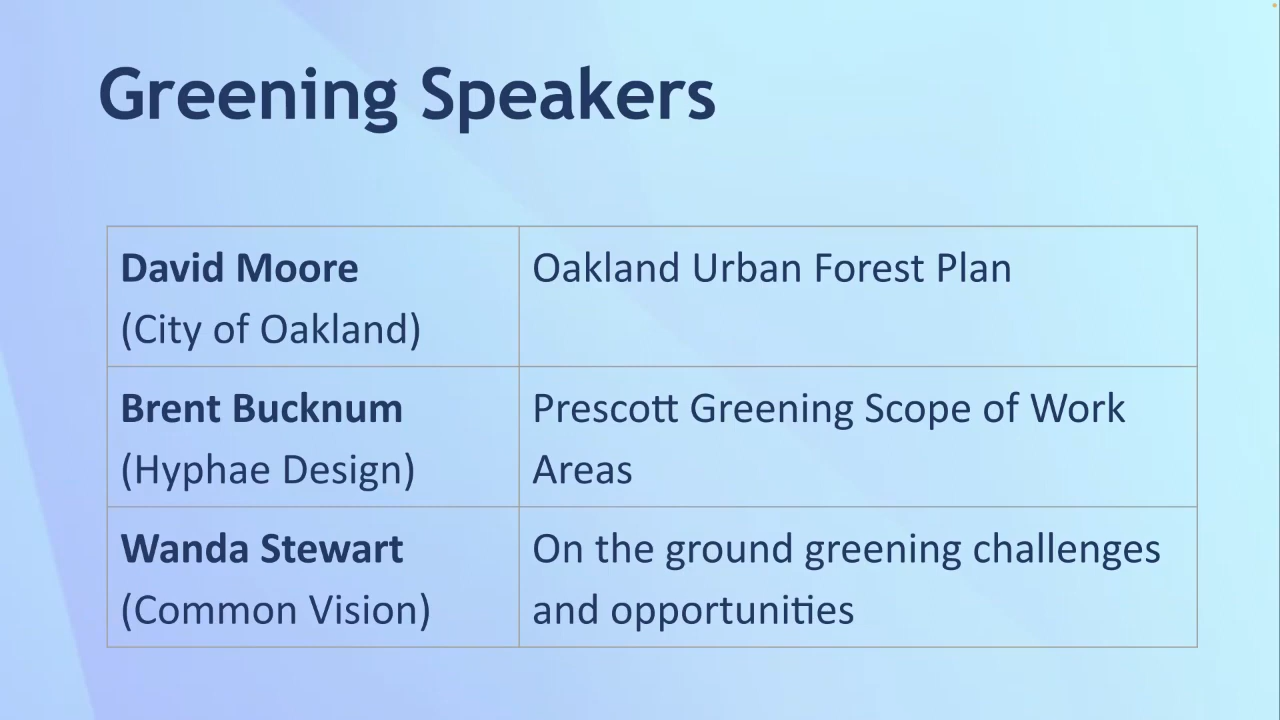 Greening Speakers
David Moore
(City of Oakland)
Oakland Urban Forest Plan
Brent Bucknum
(Hyphae Design)
Prescott Greening Scope of Work
Areas
Wanda Stewart
(Common Vision)
On the ground greening challenges
and opportunities